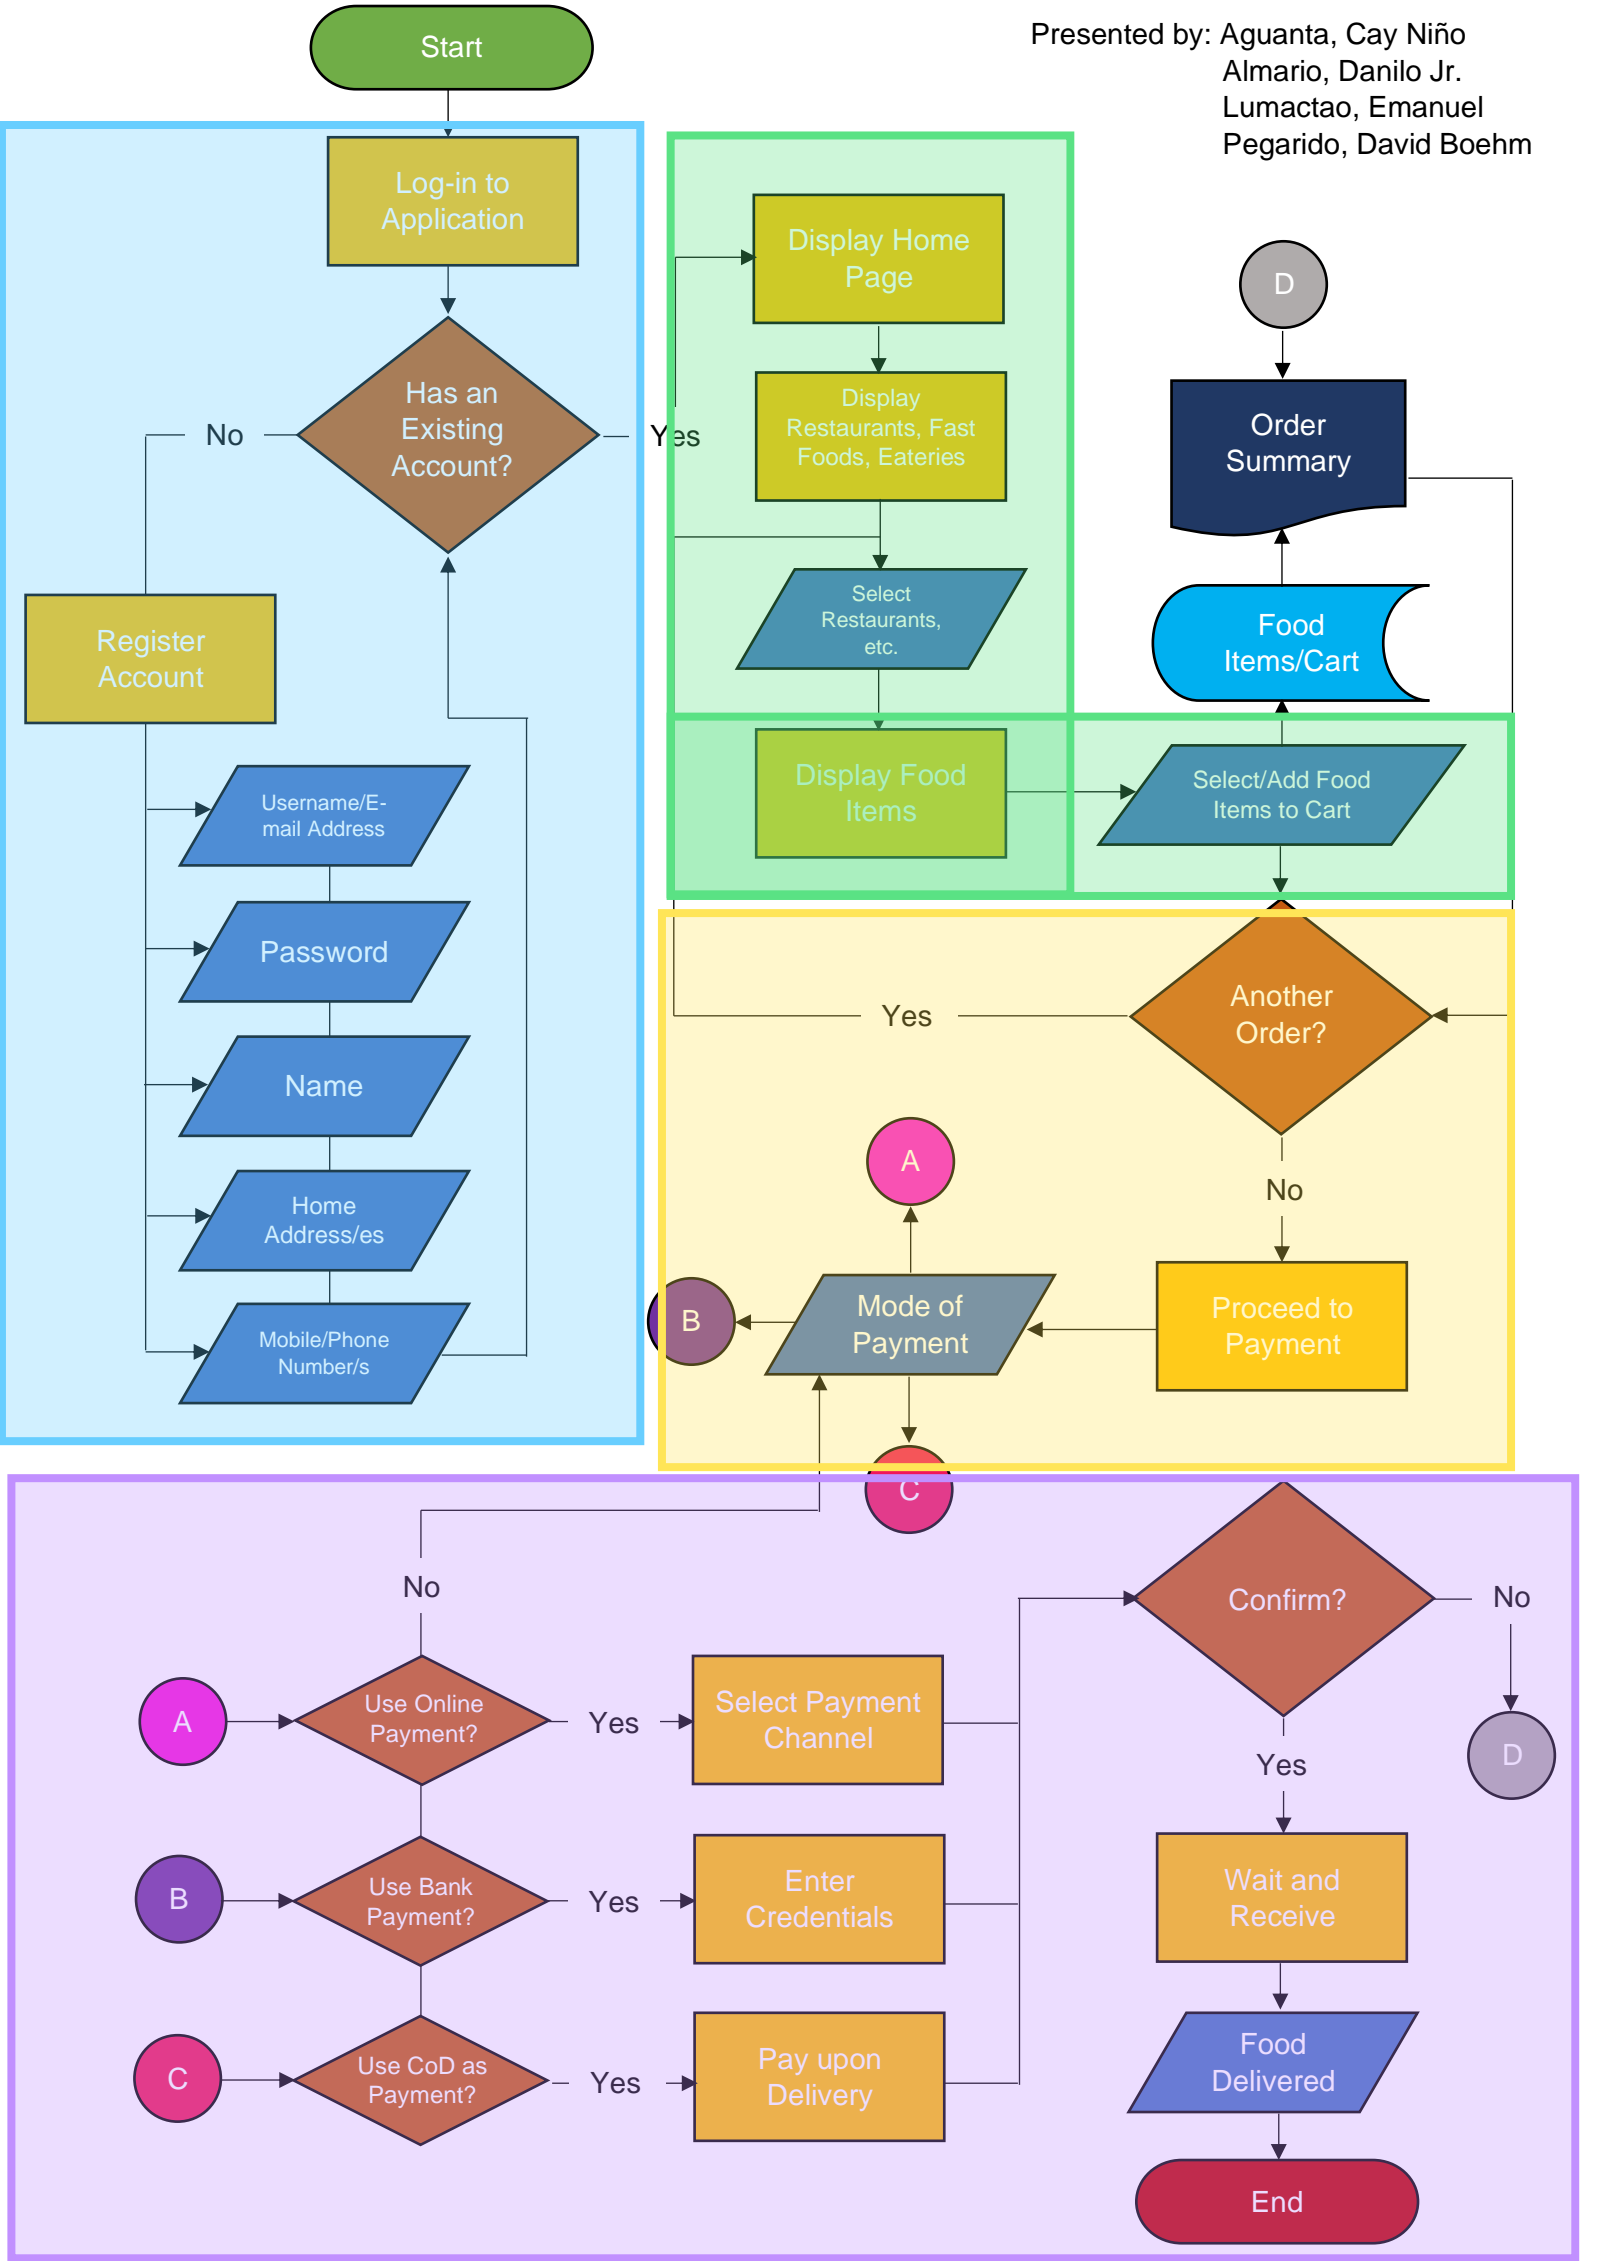 Start
Presented by: Aguanta, Cay Niño
Almario, Danilo Jr.
Lumactao, Emanuel
Pegarido, David Boehm
Log-in to
Application
Has an
Existing
Account?
No
Yes
Register
Account
Username/E-
mail Address
Password
Name
Home
Address/es
Mobile/Phone
Number/s
Display Home
Page
Display
Restaurants, Fast
Foods, Eateries
Select
Restaurants,
etc.
Display Food
Items
D
Order
Summary
Food
Items/Cart
Select/Add Food
Items to Cart
Another
Order?
Yes
No
Proceed to
Payment
Mode of
Payment
A
B
C
No
A
Use Online
Payment?
Yes
Select Payment
Channel
B
Use Bank
Payment?
Yes
Enter
Credentials
C
Use CoD as
Payment?
Yes
Pay upon
Delivery
Confirm?
No
D
Yes
Wait and
Receive
Food
Delivered
End